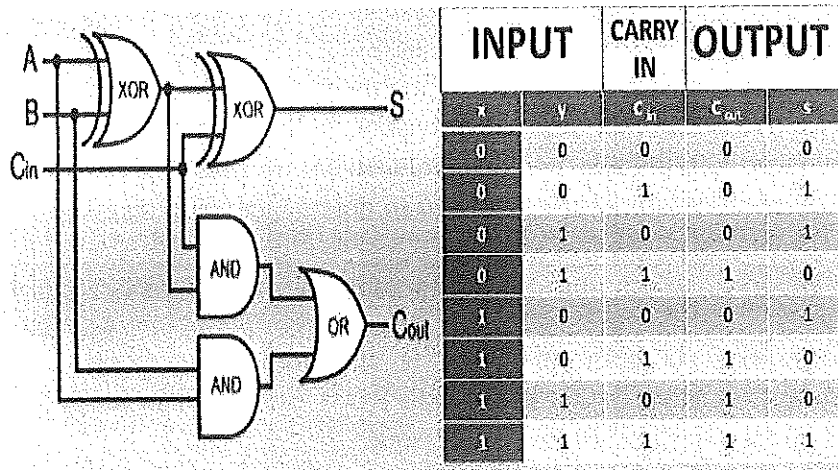 A
B
Cin
XOR
XOR
S
AND
AND
OR
Cout
INPUT CARRY IN OUTPUT
x y Cin Cout s
0 0 0 0 0
0 0 1 0 1
0 1 0 0 1
0 1 1 1 0
1 0 0 0 1
1 0 1 1 0
1 1 0 1 0
1 1 1 1 1